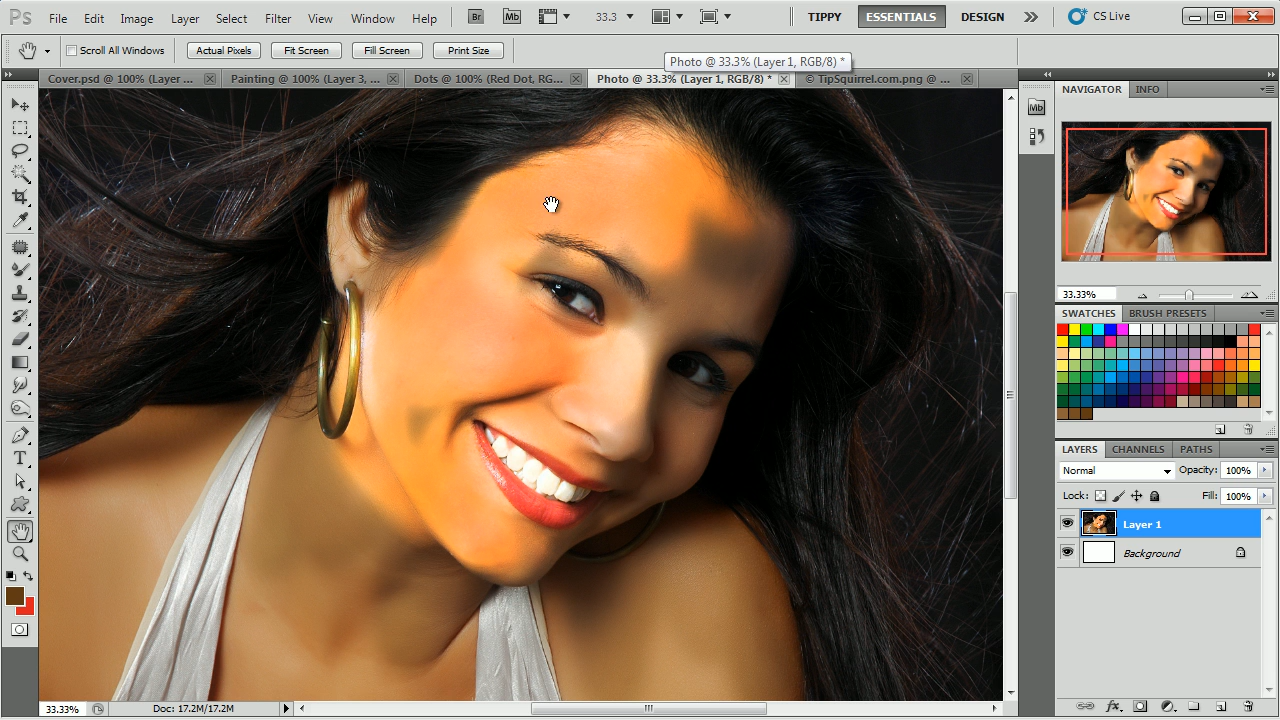 Ps File Edit Image Layer Select Filter View Window Help Br Mb 33.3 TIPPY ESSENTIALS DESIGN CS Live
Scroll All Windows Actual Pixels Fit Screen Fill Screen Print Size
Photo @ 33.3% (Layer 1, RGB/8) *
Cover.psd @ 100% (Layer ... Painting @ 100% (Layer 3, ... Dots @ 100% (Red Dot, RG... Photo @ 33.3% (Layer 1, RGB/8) * © TipSquirrel.com.png @ ...
NAVIGATOR INFO
Mb
33.33%
SWATCHES BRUSH PRESETS
LAYERS CHANNELS PATHS
Normal Opacity: 100%
Lock: Fill: 100%
Layer 1
Background
T
fx
33.33% Doc: 17.2M/17.2M